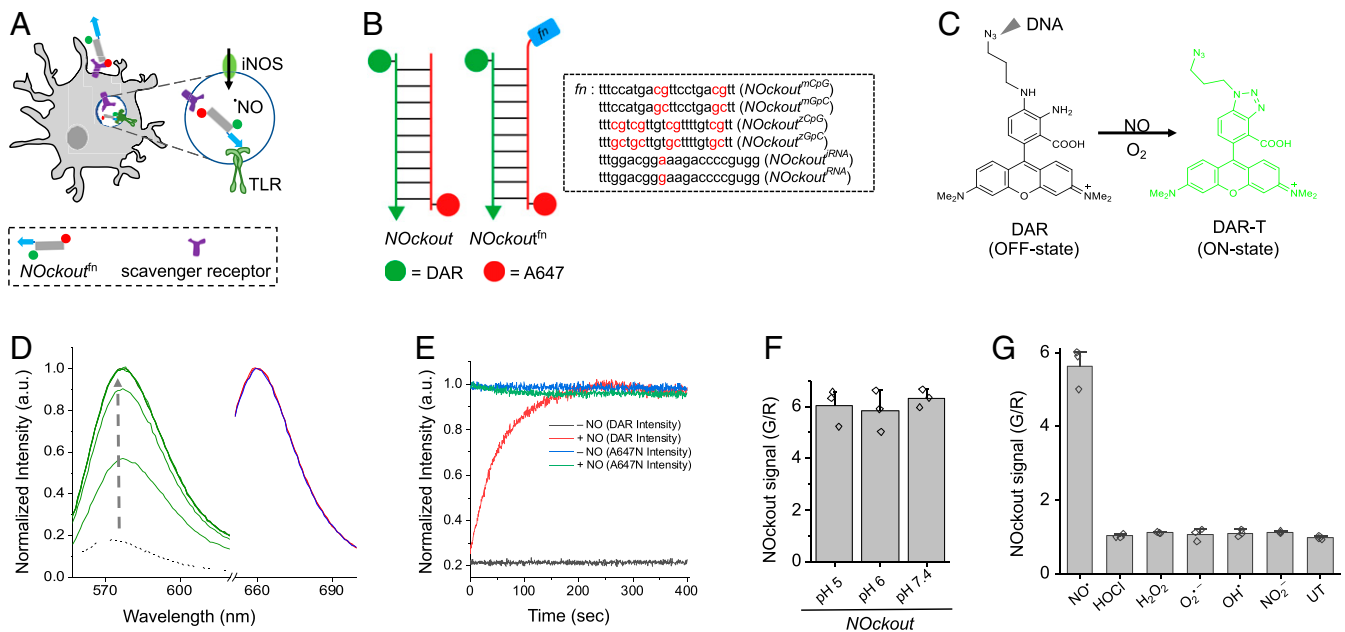 A
iNOS
•NO
TLR
NOckout^fn
scavenger receptor
B
fn
NOckout
NOckout^fn
= DAR
= A647
fn : tttccatgacgttcctgacgtt (NOckout^mCpG)
tttccatgagcttcctgagctt (NOckout^mGpC)
tttcgtcgttgtcgttttgtcgtt (NOckout^zCpG)
tttgctgcttgtgcttttgtgctt (NOckout^zGpC)
tttggacggaaagaccccgugg (NOckout^iRNA)
tttggacgggaagaccccgugg (NOckout^RNA)
C
N3
DNA
HN
NH2
COOH
Me2N
O
NMe2
+
DAR
(OFF-state)
NO
O2
N3
N
N
N
COOH
Me2N
O
NMe2
+
DAR-T
(ON-state)
D
Normalized Intensity (a.u.)
1.0
0.8
0.6
0.4
0.2
0.0
570
600
660
690
Wavelength (nm)
E
Normalized Intensity (a.u.)
1.0
0.8
0.6
0.4
0.2
0
100
200
300
400
Time (sec)
– NO (DAR Intensity)
+ NO (DAR Intensity)
– NO (A647N Intensity)
+ NO (A647N Intensity)
F
NOckout signal (G/R)
6
4
2
0
pH 5
pH 6
pH 7.4
NOckout
G
NOckout signal (G/R)
6
4
2
0
NO•
HOCl
H2O2
O2•–
OH•
NO2–
UT